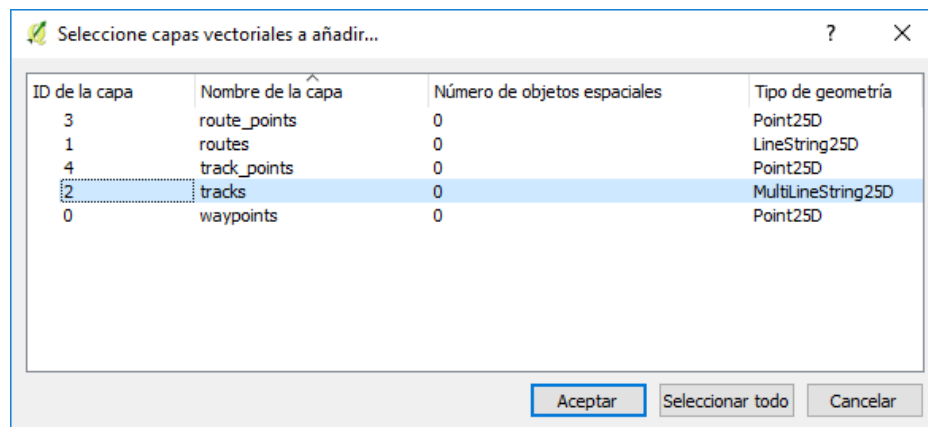 Seleccione capas vectoriales a añadir... ? ×
ID de la capa Nombre de la capa Número de objetos espaciales Tipo de geometría
3 route_points 0 Point25D
1 routes 0 LineString25D
4 track_points 0 Point25D
2 tracks 0 MultiLineString25D
0 waypoints 0 Point25D
Aceptar Seleccionar todo Cancelar